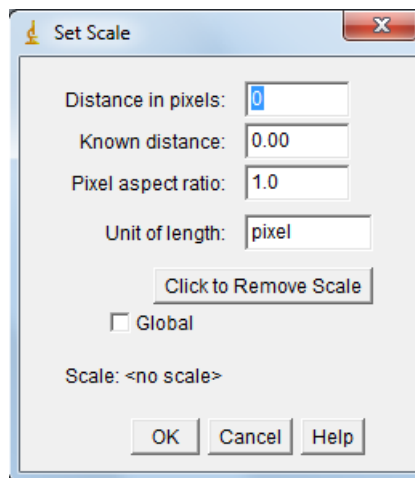 Set Scale
X
Distance in pixels: 0
Known distance: 0.00
Pixel aspect ratio: 1.0
Unit of length: pixel
Click to Remove Scale
Global
Scale: <no scale>
OK Cancel Help